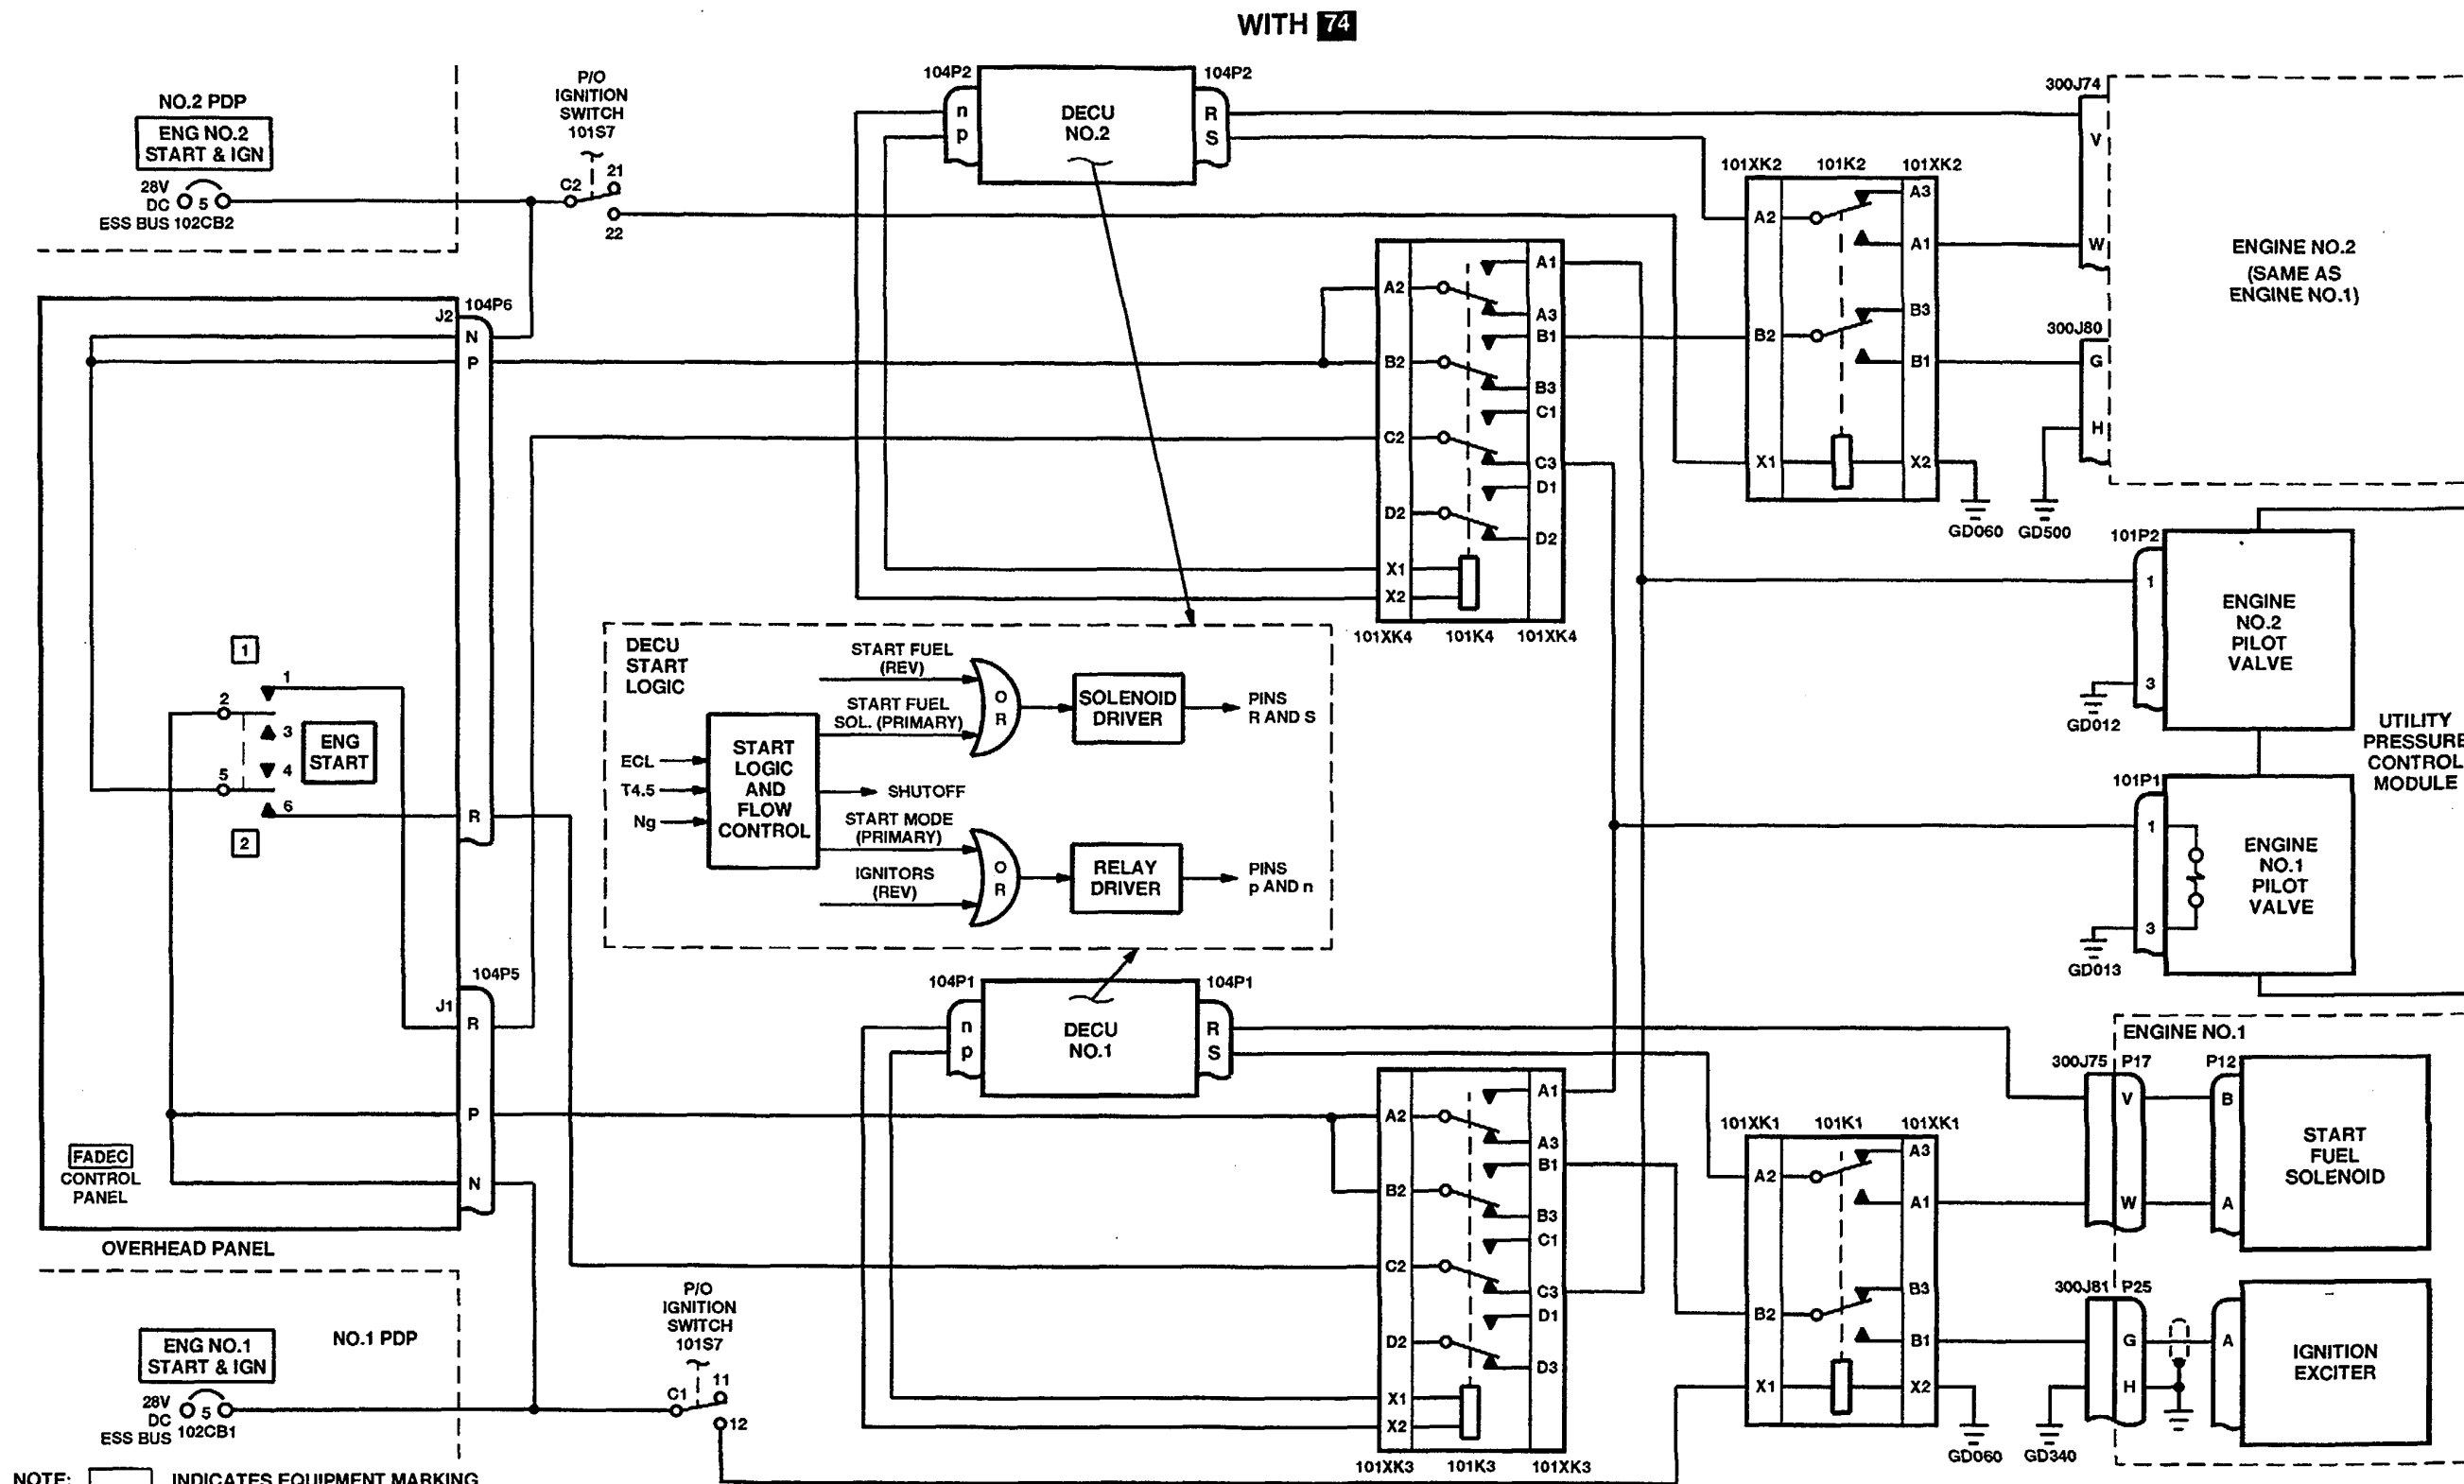 WITH 74
NO.2 PDP
ENG NO.2
START & IGN
28V
DC
5
ESS BUS 102CB2
P/O
IGNITION
SWITCH
101S7
C2
21
22
104P2
n
p
DECU
NO.2
104P2
R
S
300J74
V
W
300J80
G
H
ENGINE NO.2
(SAME AS
ENGINE NO.1)
101XK2
101K2
101XK2
A2
A3
A1
B2
B3
B1
X1
X2
GD060
GD500
104P6
J2
N
P
R
A2
A1
A3
B2
B1
B3
C2
C1
C3
D2
D1
D2
X1
X2
101XK4
101K4
101XK4
101P2
1
3
GD012
ENGINE
NO.2
PILOT
VALVE
UTILITY
PRESSURE
CONTROL
MODULE
101P1
1
3
GD013
ENGINE
NO.1
PILOT
VALVE
1
2
1
3
ENG
START
5
4
6
2
DECU
START
LOGIC
START FUEL
(REV)
START FUEL
SOL. (PRIMARY)
O
R
SOLENOID
DRIVER
PINS
R AND S
ECL
T4.5
Ng
START
LOGIC
AND
FLOW
CONTROL
SHUTOFF
START MODE
(PRIMARY)
IGNITORS
(REV)
O
R
RELAY
DRIVER
PINS
p AND n
104P5
J1
R
P
N
FADEC
CONTROL
PANEL
OVERHEAD PANEL
104P1
n
p
DECU
NO.1
104P1
R
S
A2
A1
A3
B2
B1
B3
C2
C1
C3
D2
D1
D3
X1
X2
101XK3
101K3
101XK3
101XK1
101K1
101XK1
A2
A3
A1
B2
B3
B1
X1
X2
GD060
GD340
ENGINE NO.1
300J75
P17
P12
V
B
W
A
START
FUEL
SOLENOID
300J81
P25
G
A
H
IGNITION
EXCITER
P/O
IGNITION
SWITCH
101S7
C1
11
12
ENG NO.1
START & IGN
NO.1 PDP
28V
DC
5
ESS BUS
102CB1
NOTE: INDICATES EQUIPMENT MARKING